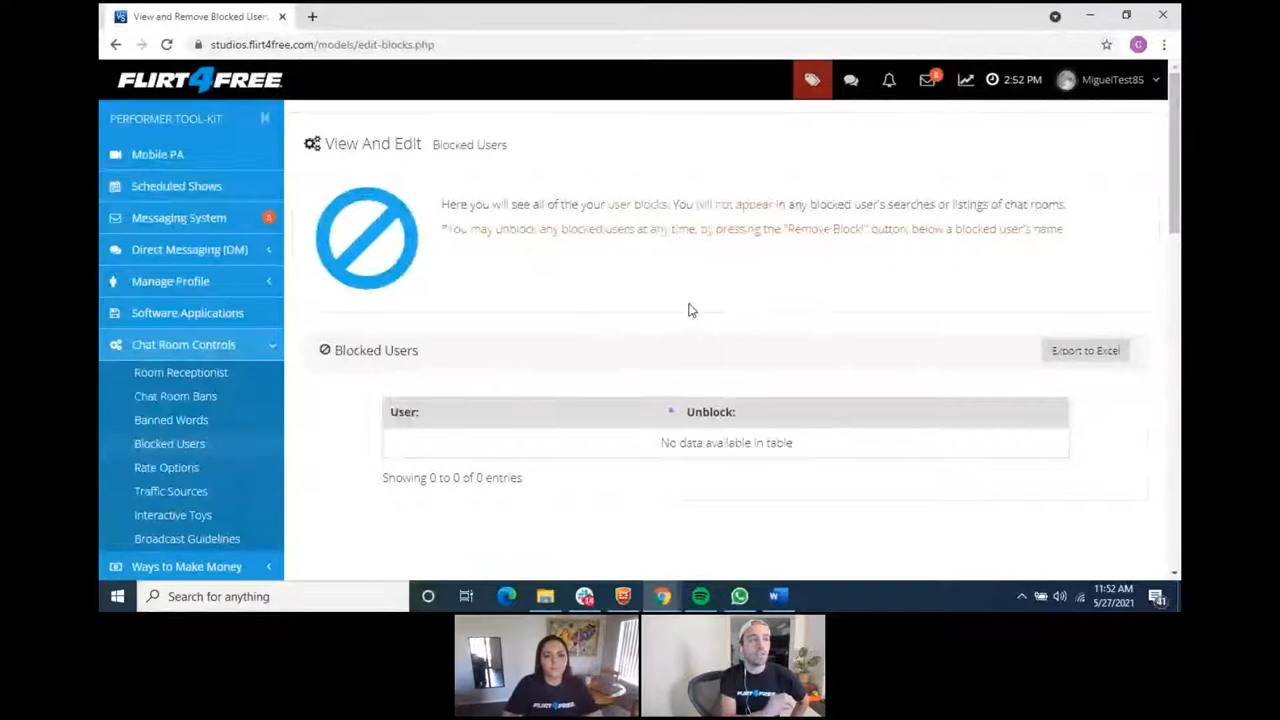 View and Remove Blocked User
studios.flirt4free.com/models/edit-blocks.php
G
FLIRT4FREE
2:52 PM
MiguelTest85
PERFORMER TOOL-KIT
Mobile PA
Scheduled Shows
Messaging System
Direct Messaging (DM)
Manage Profile
Software Applications
Chat Room Controls
Room Receptionist
Chat Room Bans
Banned Words
Blocked Users
Rate Options
Traffic Sources
Interactive Toys
Broadcast Guidelines
Ways to Make Money
View And Edit Blocked Users
Here you will see all of the your user blocks. You will not appear in any blocked user's searches or listings of chat rooms.
*You may unblock any blocked users at any time, by pressing the "Remove Block!" button, below a blocked user's name
Blocked Users
Export to Excel
User: Unblock:
No data available in table
Showing 0 to 0 of 0 entries
Search for anything
11:52 AM
5/27/2021
41
FLIRT4FREE
FLIRT4FREE